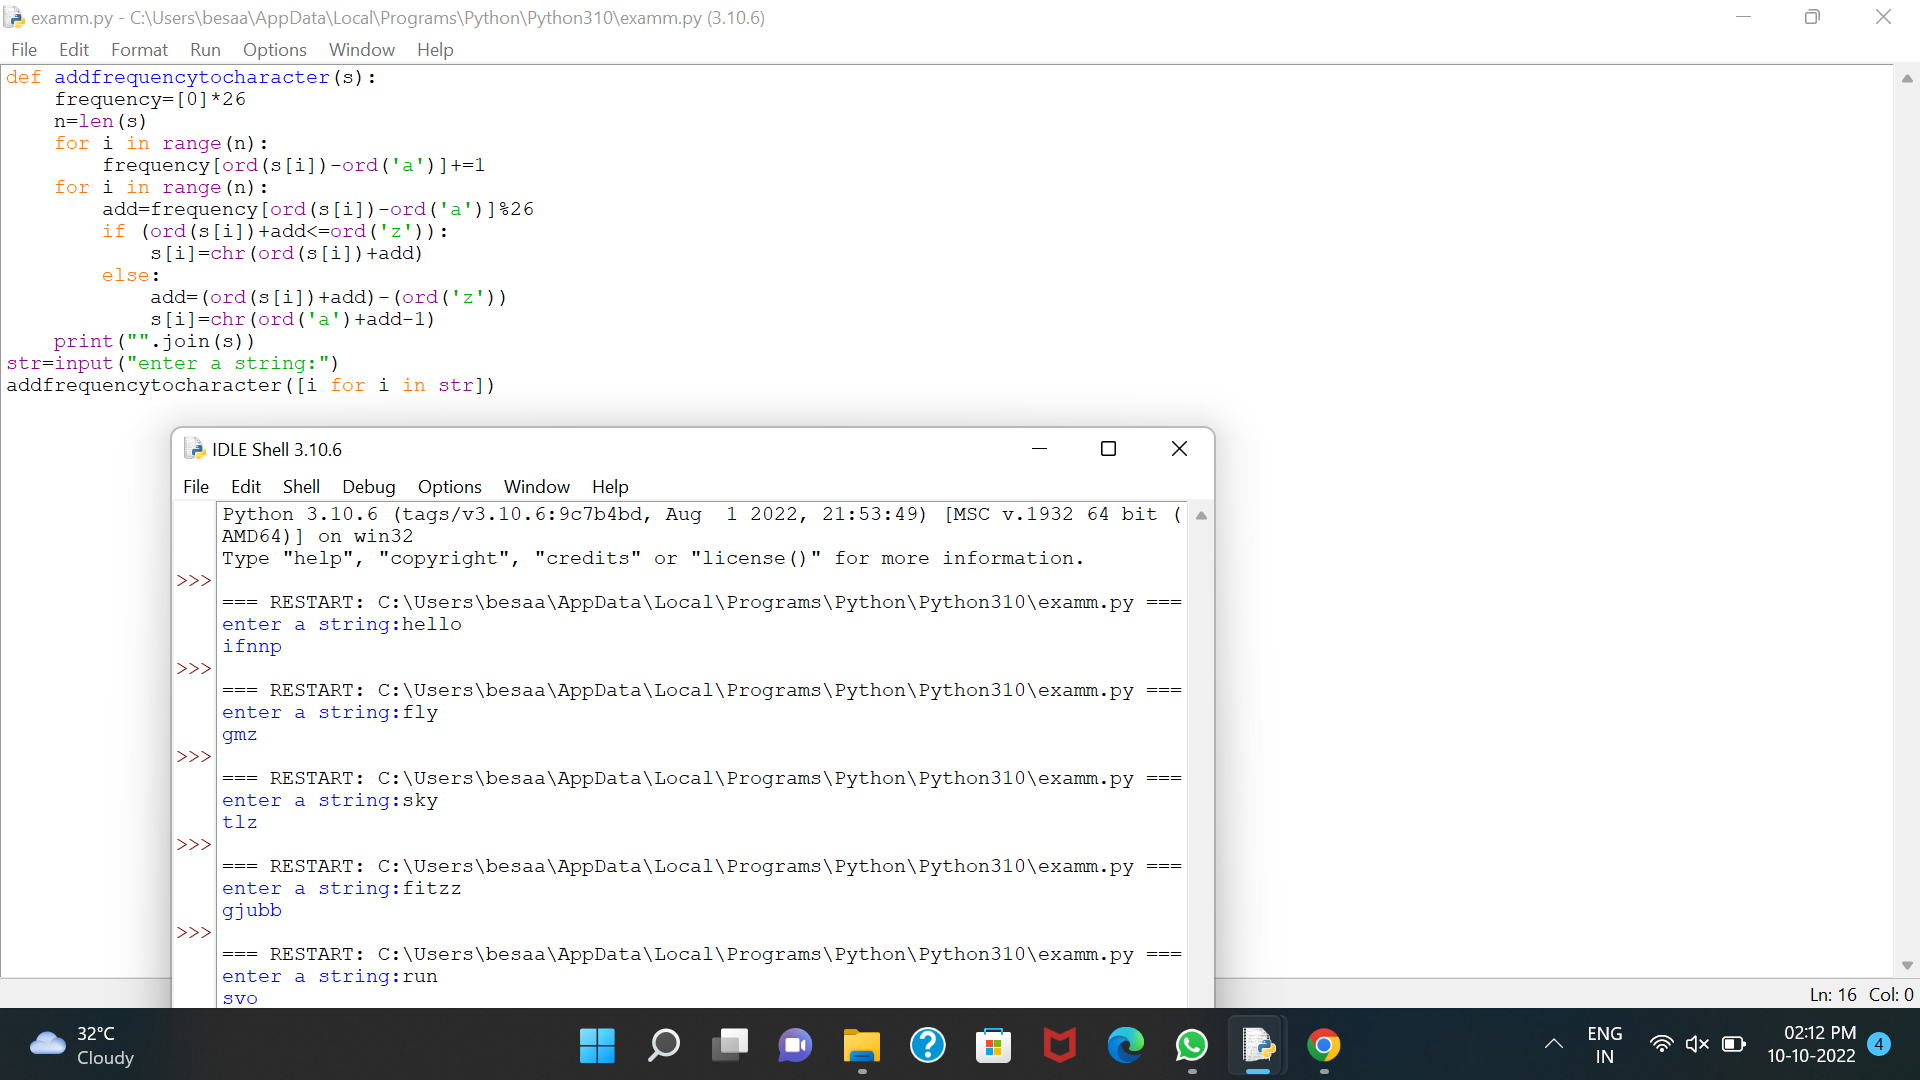 examm.py - C:\Users\besaa\AppData\Local\Programs\Python\Python310\examm.py (3.10.6)
File Edit Format Run Options Window Help
def addfrequencytocharacter(s):
    frequency=[0]*26
    n=len(s)
    for i in range(n):
        frequency[ord(s[i])-ord('a')]+=1
    for i in range(n):
        add=frequency[ord(s[i])-ord('a')]%26
        if (ord(s[i])+add<=ord('z')):
            s[i]=chr(ord(s[i])+add)
        else:
            add=(ord(s[i])+add)-(ord('z'))
            s[i]=chr(ord('a')+add-1)
    print("".join(s))
str=input("enter a string:")
addfrequencytocharacter([i for i in str])
IDLE Shell 3.10.6
File Edit Shell Debug Options Window Help
Python 3.10.6 (tags/v3.10.6:9c7b4bd, Aug  1 2022, 21:53:49) [MSC v.1932 64 bit (
AMD64)] on win32
Type "help", "copyright", "credits" or "license()" for more information.
>>>
=== RESTART: C:\Users\besaa\AppData\Local\Programs\Python\Python310\examm.py ===
enter a string:hello
ifnnp
>>>
=== RESTART: C:\Users\besaa\AppData\Local\Programs\Python\Python310\examm.py ===
enter a string:fly
gmz
>>>
=== RESTART: C:\Users\besaa\AppData\Local\Programs\Python\Python310\examm.py ===
enter a string:sky
tlz
>>>
=== RESTART: C:\Users\besaa\AppData\Local\Programs\Python\Python310\examm.py ===
enter a string:fitzz
gjubb
>>>
=== RESTART: C:\Users\besaa\AppData\Local\Programs\Python\Python310\examm.py ===
enter a string:run
svo
Ln: 16 Col: 0
32°C
Cloudy
ENG
IN
02:12 PM
10-10-2022
4